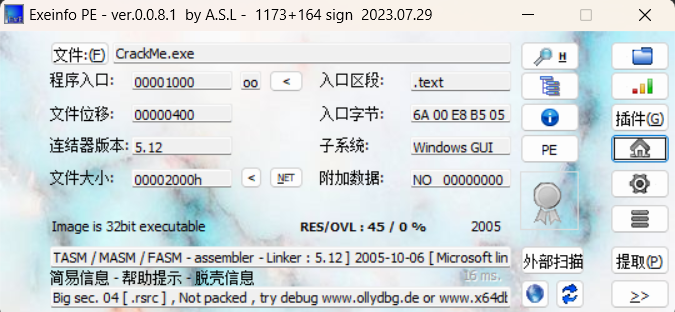 Exeinfo PE - ver.0.0.8.1 by A.S.L - 1173+164 sign 2023.07.29
文件:(F) CrackMe.exe H
程序入口: 00001000 oo < 入口区段: .text
文件位移: 00000400 入口字节: 6A 00 E8 B5 05 插件(G)
连结器版本: 5.12 子系统: Windows GUI PE
文件大小: 00002000h < NET 附加数据: NO 00000000
Image is 32bit executable RES/OVL : 45 / 0 % 2005
TASM / MASM / FASM - assembler - Linker : 5.12 ] 2005-10-06 [ Microsoft lin 外部扫描 提取(P)
简易信息 - 帮助提示 - 脱壳信息 16 ms.
Big sec. 04 [ .rsrc ] , Not packed , try debug www.ollydbg.de or www.x64db >>